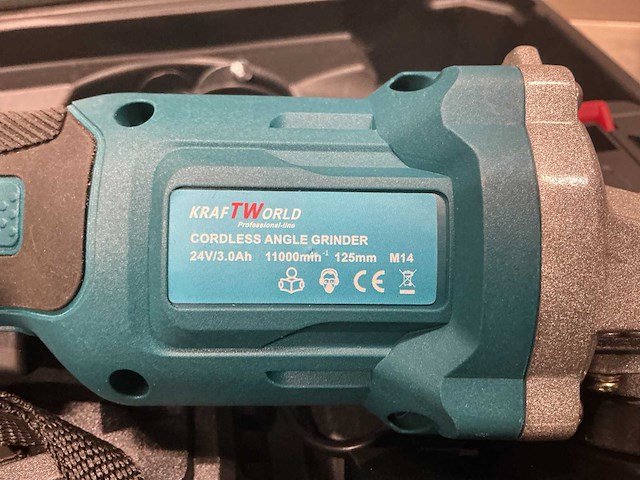 KRAFTWORLD
Professional-line
CORDLESS ANGLE GRINDER
24V/3.0Ah 11000min⁻¹ 125mm M14
CE